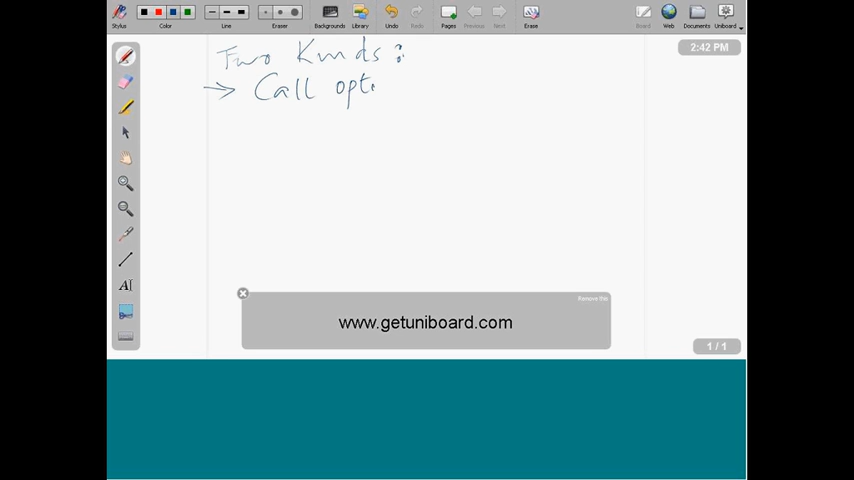 Stylus
Color
Line
Eraser
Backgrounds
Library
Undo
Redo
Pages
Previous
Next
Erase
Board
Web
Documents
Uniboard
2:42 PM
Two Kinds :
→ Call opti
Remove this
www.getuniboard.com
1 / 1